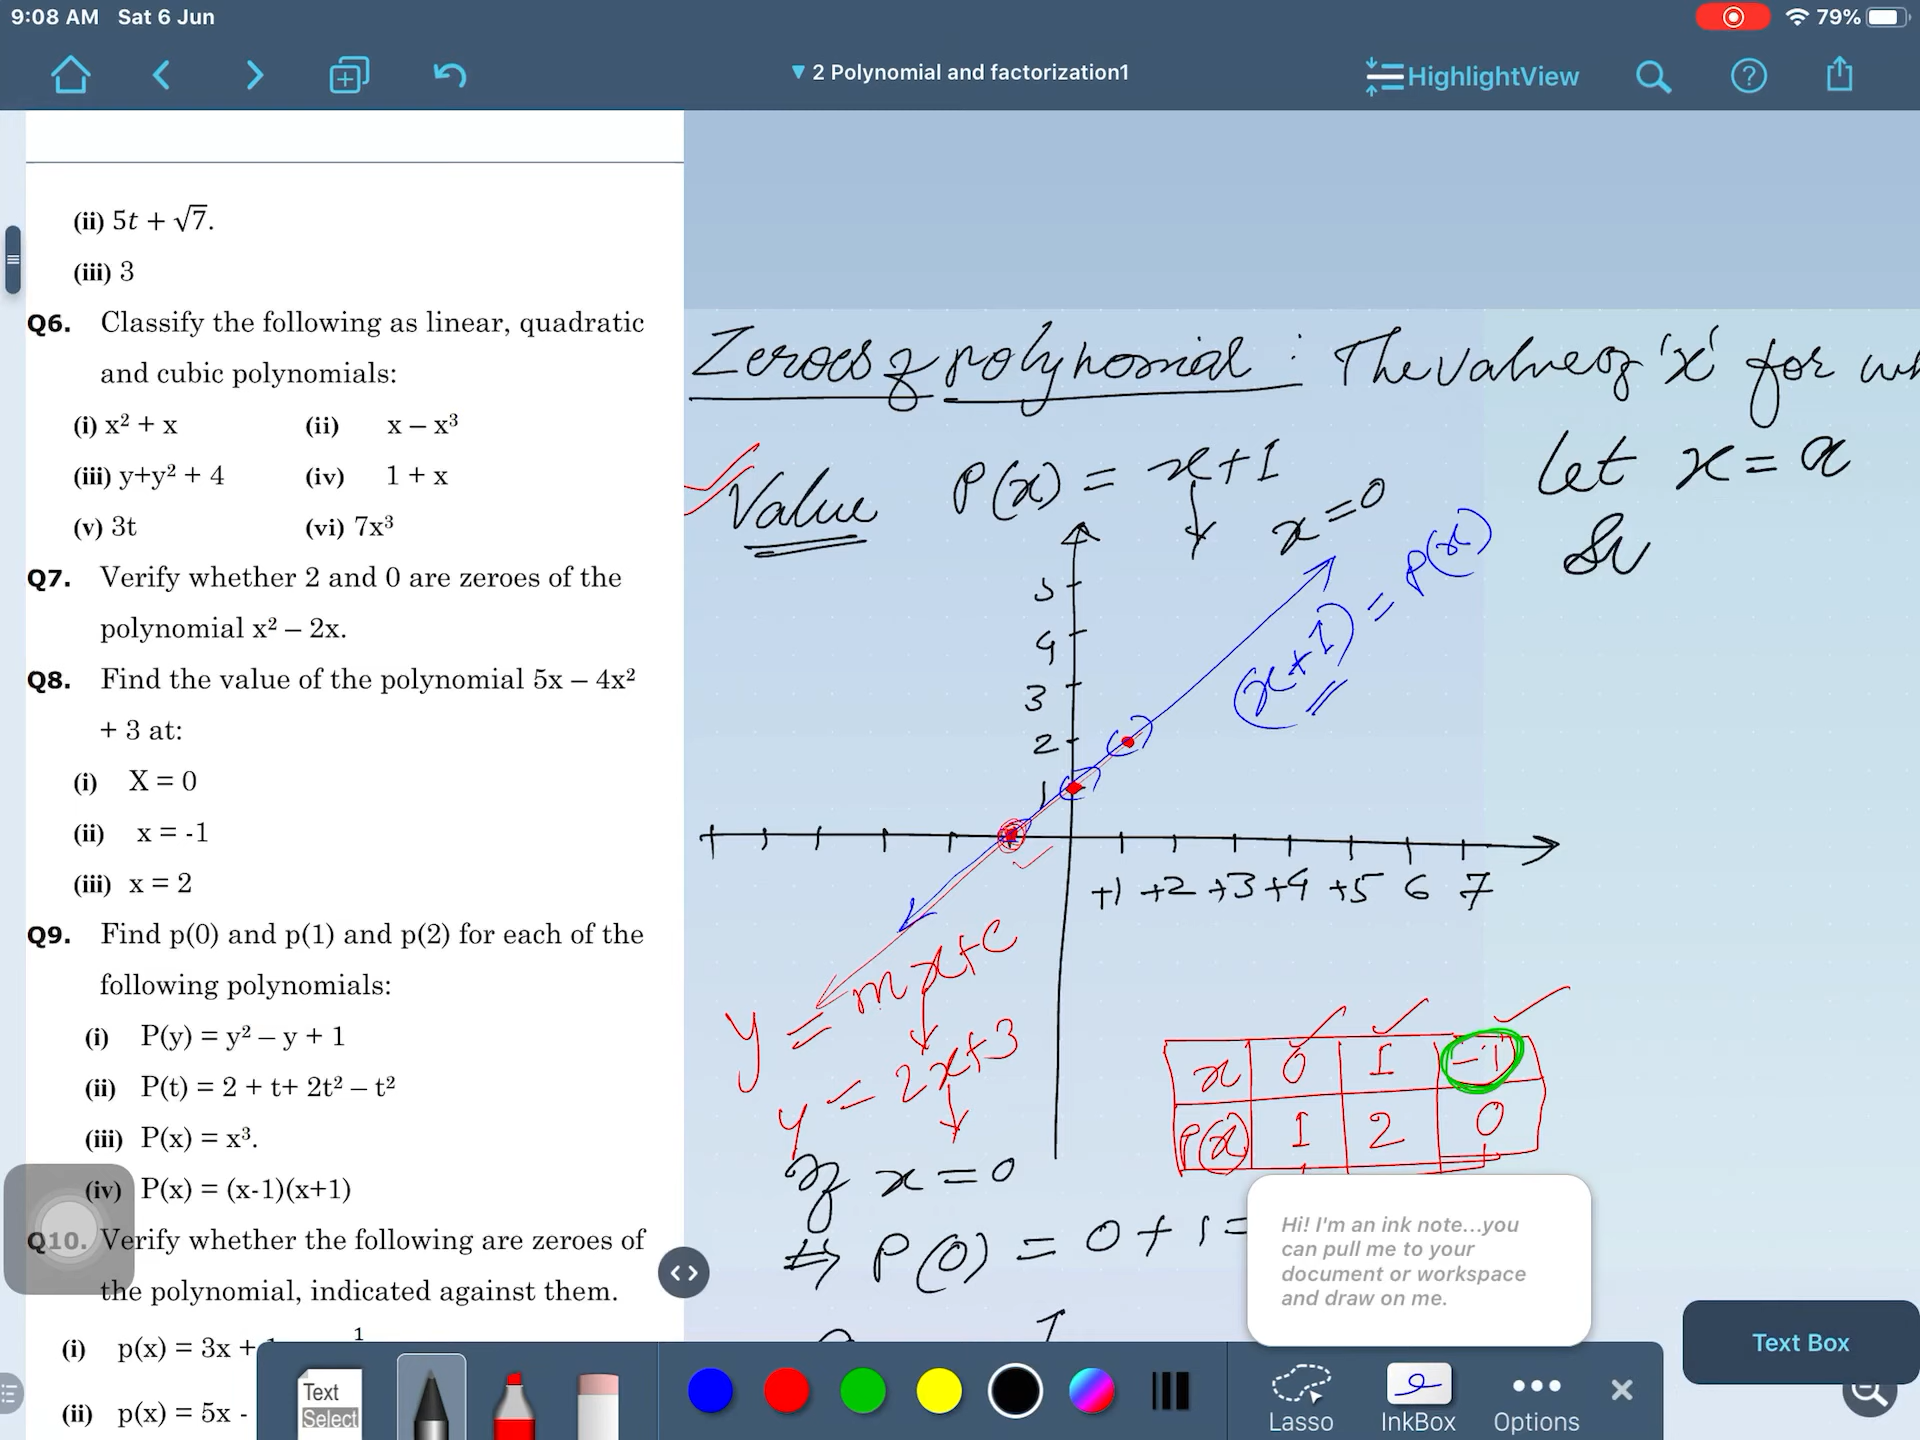 9:08 AM Sat 6 Jun
79%
2 Polynomial and factorization1
HighlightView
(ii) 5t + √7.
(iii) 3
Q6. Classify the following as linear, quadratic
and cubic polynomials:
(i) x² + x (ii) x – x³
(iii) y+y² + 4 (iv) 1 + x
(v) 3t (vi) 7x³
Q7. Verify whether 2 and 0 are zeroes of the
polynomial x² – 2x.
Q8. Find the value of the polynomial 5x – 4x²
+ 3 at:
(i) X = 0
(ii) x = -1
(iii) x = 2
Q9. Find p(0) and p(1) and p(2) for each of the
following polynomials:
(i) P(y) = y² – y + 1
(ii) P(t) = 2 + t+ 2t² – t²
(iii) P(x) = x³.
(iv) P(x) = (x-1)(x+1)
Q10. Verify whether the following are zeroes of
the polynomial, indicated against them.
(i) p(x) = 3x +
(ii) p(x) = 5x -
Zeroes of polynomial : The value of 'x' for
Value P(x) = x+1
x=0
let x = a
(x+1) = P(x)
5
4
3
2
1
+1 +2 +3 +4 +5 6 7
y = mx+c
y = 2x+3
x 0 1 -1
P(x) 1 2 0
If x = 0
⇒ P(0) = 0 + 1 =
Hi! I'm an ink note...you
can pull me to your
document or workspace
and draw on me.
Text Box
Text
Select
Lasso
InkBox
Options